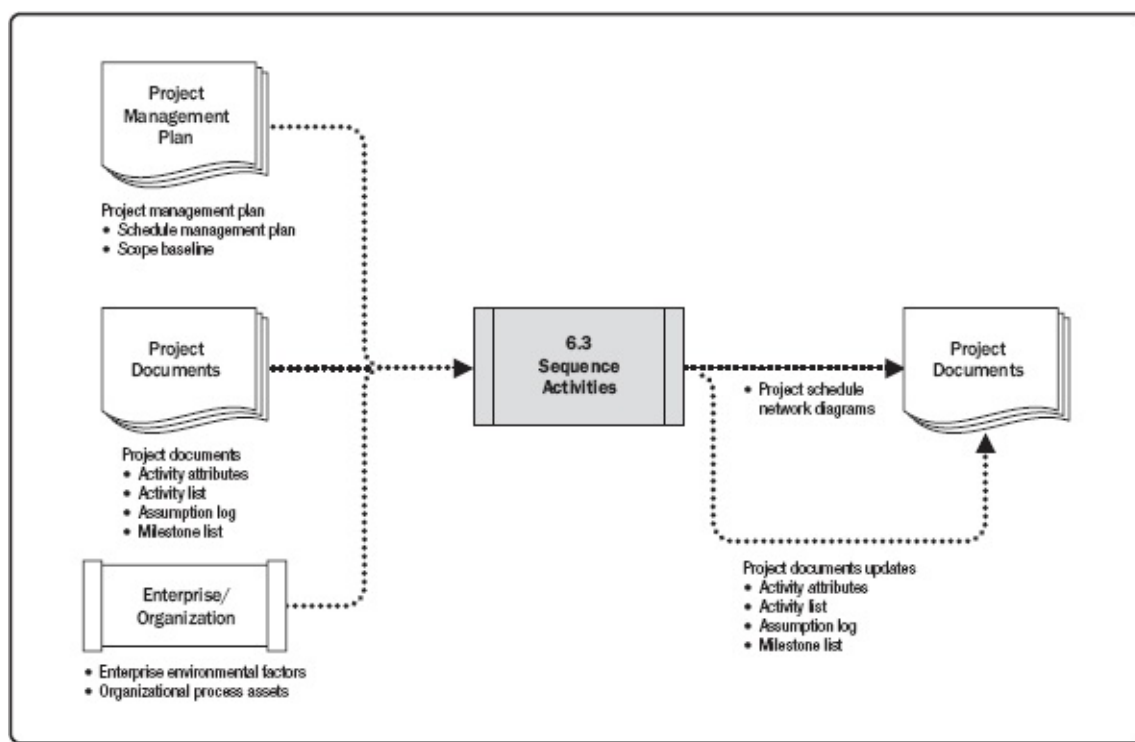 Project
Management
Plan
Project management plan
• Schedule management plan
• Scope baseline
Project
Documents
Project documents
• Activity attributes
• Activity list
• Assumption log
• Milestone list
Enterprise/
Organization
• Enterprise environmental factors
• Organizational process assets
6.3
Sequence
Activities
• Project schedule
network diagrams
Project
Documents
Project documents updates
• Activity attributes
• Activity list
• Assumption log
• Milestone list